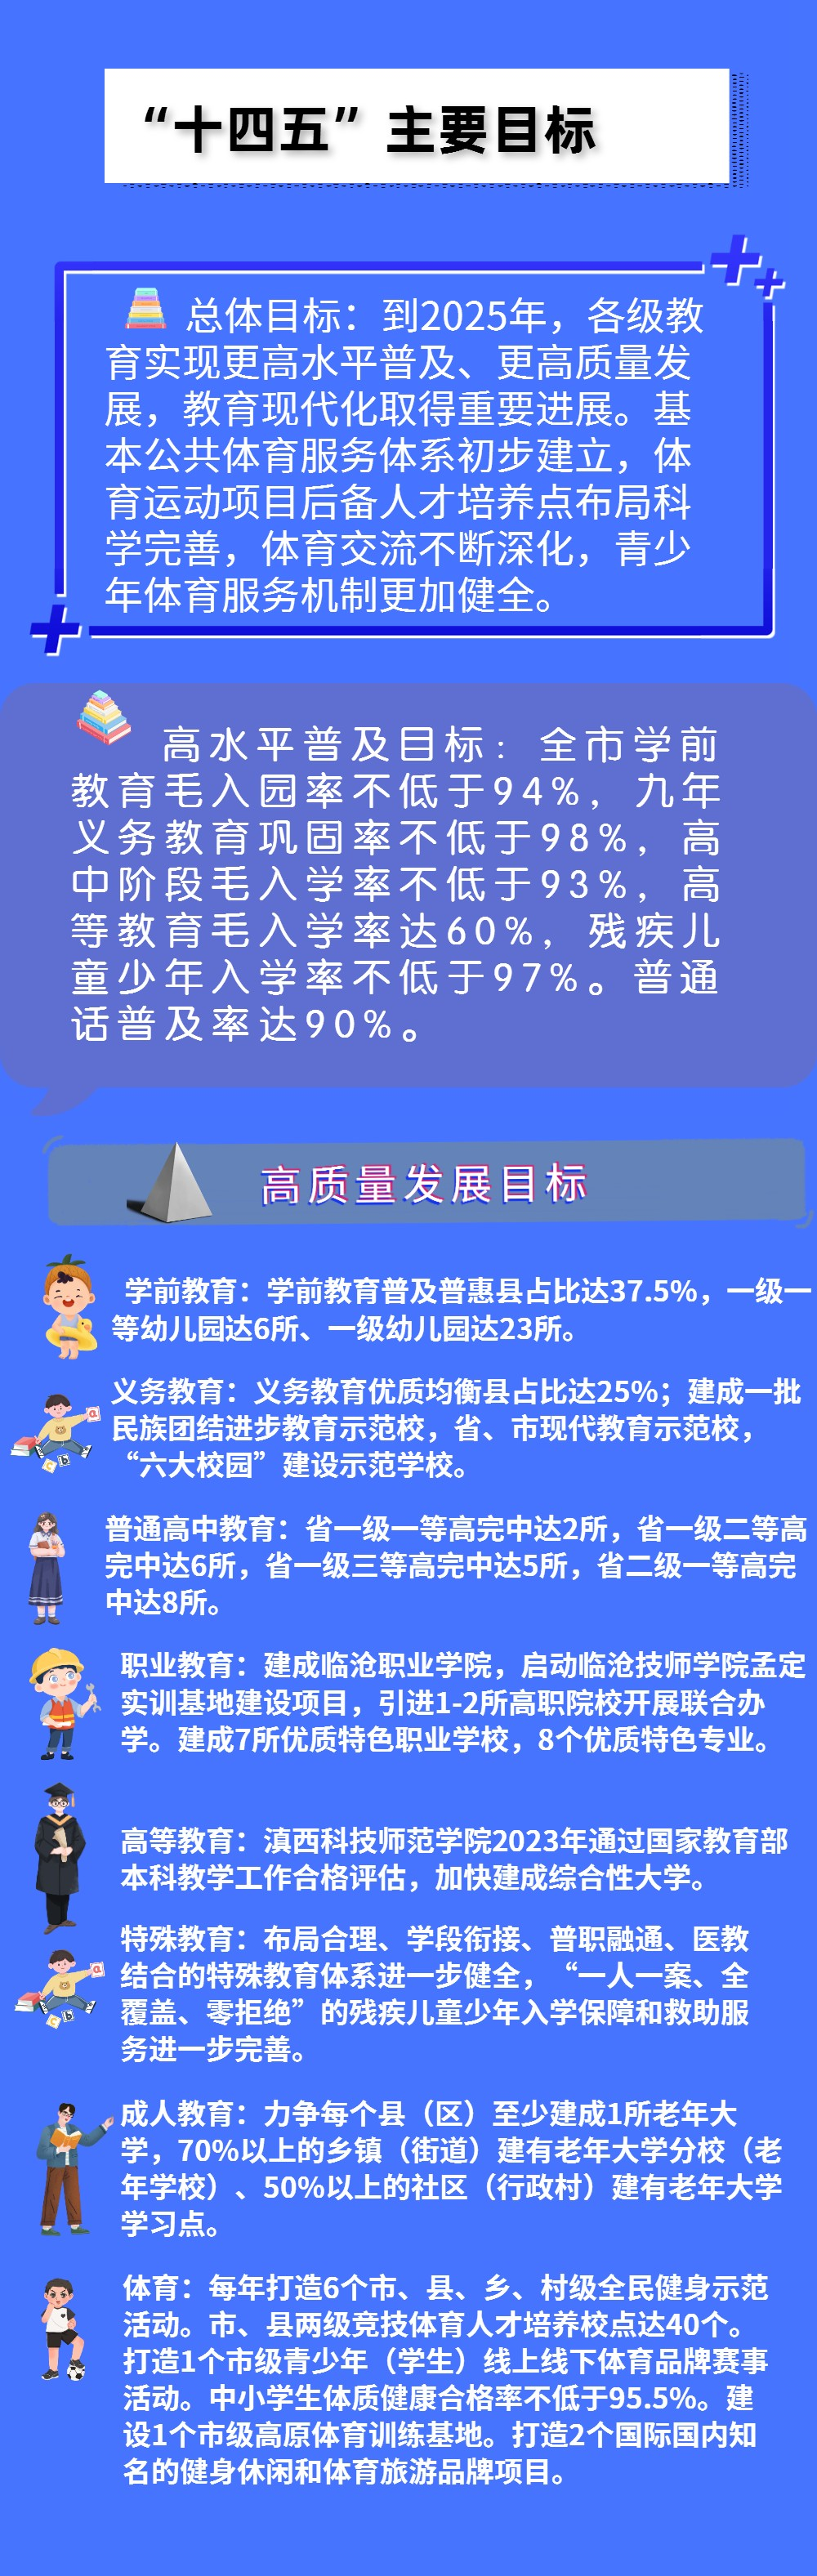 “十四五”主要目标
总体目标：到2025年，各级教
育实现更高水平普及、更高质量发
展，教育现代化取得重要进展。基
本公共体育服务体系初步建立，体
育运动项目后备人才培养点布局科
学完善，体育交流不断深化，青少
年体育服务机制更加健全。
高水平普及目标：全市学前
教育毛入园率不低于94%，九年
义务教育巩固率不低于98%，高
中阶段毛入学率不低于93%，高
等教育毛入学率达60%，残疾儿
童少年入学率不低于97%。普通
话普及率达90%。
高质量发展目标
学前教育：学前教育普及普惠县占比达37.5%，一级一
等幼儿园达6所、一级幼儿园达23所。
义务教育：义务教育优质均衡县占比达25%；建成一批
民族团结进步教育示范校，省、市现代教育示范校，
“六大校园”建设示范学校。
普通高中教育：省一级一等高完中达2所，省一级二等高
完中达6所，省一级三等高完中达5所，省二级一等高完
中达8所。
职业教育：建成临沧职业学院，启动临沧技师学院孟定
实训基地建设项目，引进1-2所高职院校开展联合办
学。建成7所优质特色职业学校，8个优质特色专业。
高等教育：滇西科技师范学院2023年通过国家教育部
本科教学工作合格评估，加快建成综合性大学。
特殊教育：布局合理、学段衔接、普职融通、医教
结合的特殊教育体系进一步健全，“一人一案、全
覆盖、零拒绝”的残疾儿童少年入学保障和救助服
务进一步完善。
成人教育：力争每个县（区）至少建成1所老年大
学，70%以上的乡镇（街道）建有老年大学分校（老
年学校）、50%以上的社区（行政村）建有老年大学
学习点。
体育：每年打造6个市、县、乡、村级全民健身示范
活动。市、县两级竞技体育人才培养校点达40个。
打造1个市级青少年（学生）线上线下体育品牌赛事
活动。中小学生体质健康合格率不低于95.5%。建
设1个市级高原体育训练基地。打造2个国际国内知
名的健身休闲和体育旅游品牌项目。